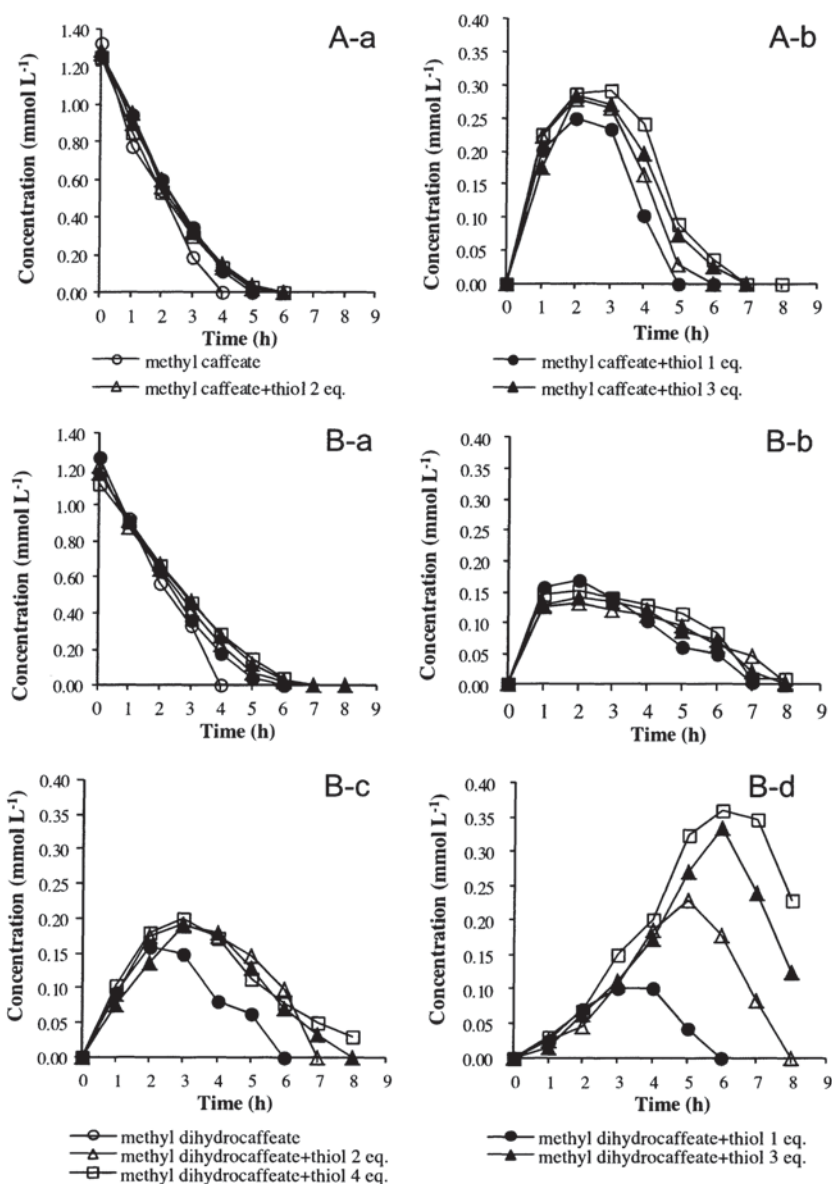 A-a
Concentration (mmol L-1)
1.40
1.20
1.00
0.80
0.60
0.40
0.20
0.00
0 1 2 3 4 5 6 7 8 9
Time (h)
A-b
Concentration (mmol L-1)
0.40
0.35
0.30
0.25
0.20
0.15
0.10
0.05
0.00
0 1 2 3 4 5 6 7 8 9
Time (h)
methyl caffeate
methyl caffeate+thiol 2 eq.
methyl caffeate+thiol 1 eq.
methyl caffeate+thiol 3 eq.
B-a
Concentration (mmol L-1)
1.40
1.20
1.00
0.80
0.60
0.40
0.20
0.00
0 1 2 3 4 5 6 7 8 9
Time (h)
B-b
Concentration (mmol L-1)
0.40
0.35
0.30
0.25
0.20
0.15
0.10
0.05
0.00
0 1 2 3 4 5 6 7 8 9
Time (h)
B-c
Concentration (mmol L-1)
0.40
0.35
0.30
0.25
0.20
0.15
0.10
0.05
0.00
0 1 2 3 4 5 6 7 8 9
Time (h)
B-d
Concentration (mmol L-1)
0.40
0.35
0.30
0.25
0.20
0.15
0.10
0.05
0.00
0 1 2 3 4 5 6 7 8 9
Time (h)
methyl dihydrocaffeate
methyl dihydrocaffeate+thiol 2 eq.
methyl dihydrocaffeate+thiol 4 eq.
methyl dihydrocaffeate+thiol 1 eq.
methyl dihydrocaffeate+thiol 3 eq.